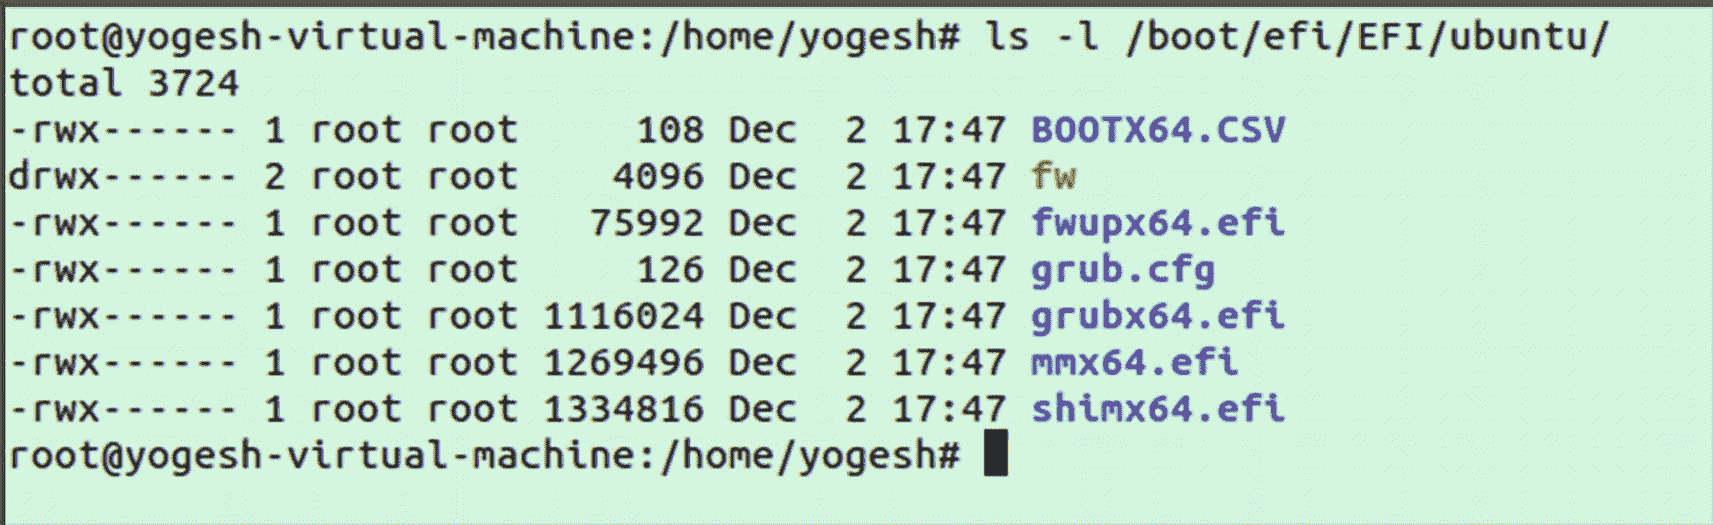 root@yogesh-virtual-machine:/home/yogesh# ls -l /boot/efi/EFI/ubuntu/
total 3724
-rwx------ 1 root root     108 Dec  2 17:47 BOOTX64.CSV
drwx------ 2 root root    4096 Dec  2 17:47 fw
-rwx------ 1 root root   75992 Dec  2 17:47 fwupx64.efi
-rwx------ 1 root root     126 Dec  2 17:47 grub.cfg
-rwx------ 1 root root 1116024 Dec  2 17:47 grubx64.efi
-rwx------ 1 root root 1269496 Dec  2 17:47 mmx64.efi
-rwx------ 1 root root 1334816 Dec  2 17:47 shimx64.efi
root@yogesh-virtual-machine:/home/yogesh#